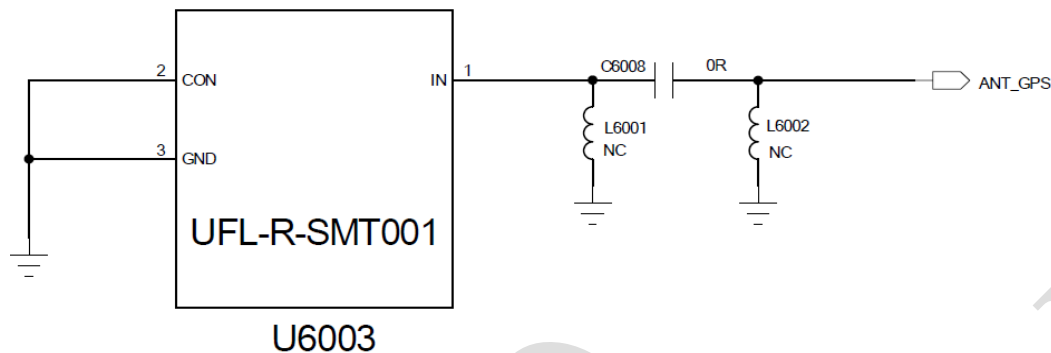 2 CON IN 1 C6008 0R ANT_GPS
L6001 L6002
NC NC
3 GND
UFL-R-SMT001
U6003